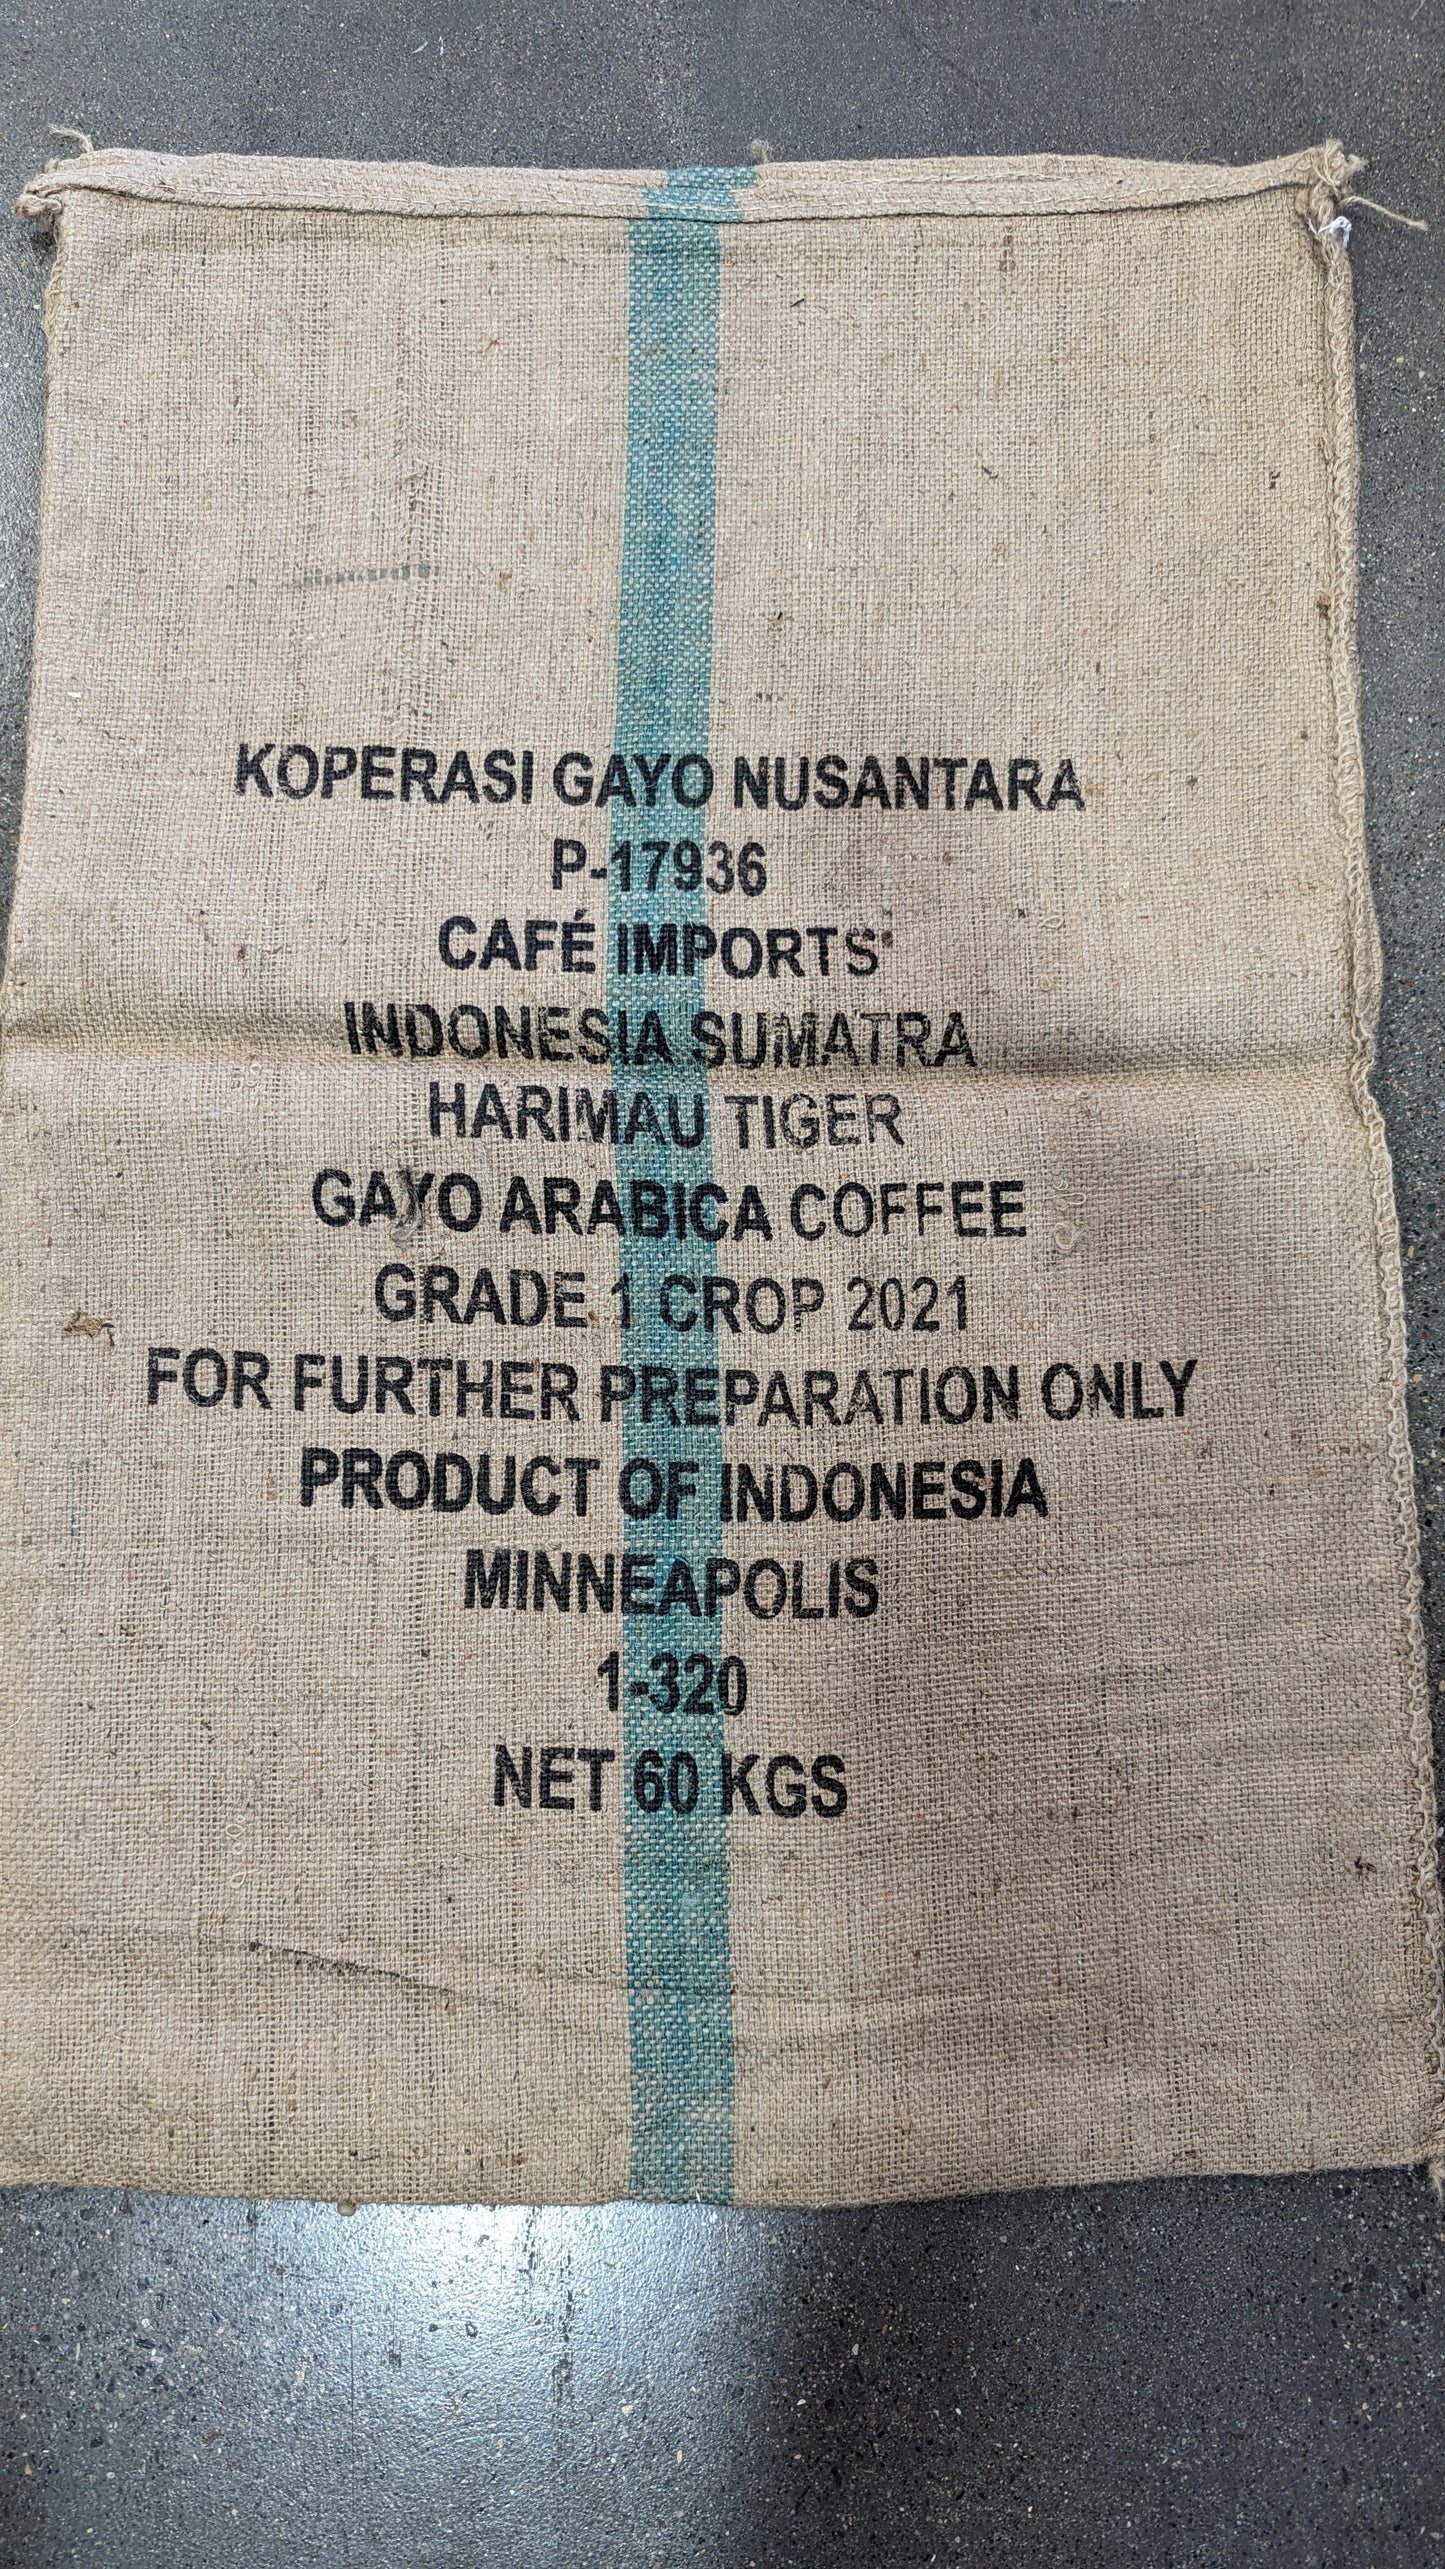 KOPERASI GAYO NUSANTARA
P-17936
CAFÉ IMPORTS
INDONESIA SUMATRA
HARIMAU TIGER
GAYO ARABICA COFFEE
GRADE 1 CROP 2021
FOR FURTHER PREPARATION ONLY
PRODUCT OF INDONESIA
MINNEAPOLIS
1-320
NET 60 KGS